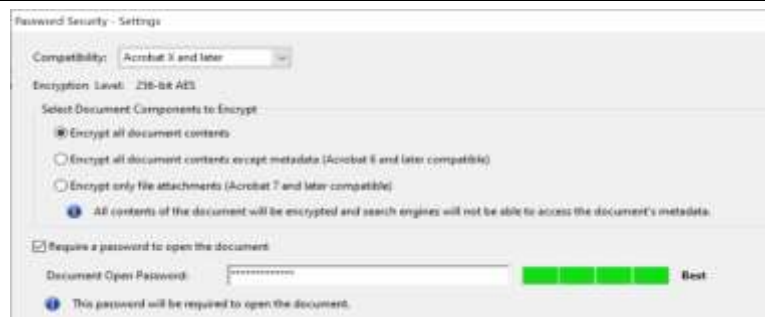 Password Security - Settings
Compatibility: Acrobat X and later
Encryption Level: 256-bit AES
Select Document Components to Encrypt
Encrypt all document contents
Encrypt all document contents except metadata (Acrobat 6 and later compatible)
Encrypt only file attachments (Acrobat 7 and later compatible)
All contents of the document will be encrypted and search engines will not be able to access the document's metadata.
Require a password to open the document
Document Open Password: *************
Best
This password will be required to open the document.